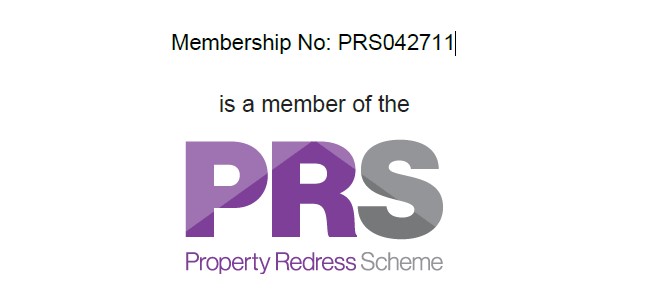 Membership No: PRS042711
is a member of the
PRS
Property Redress Scheme